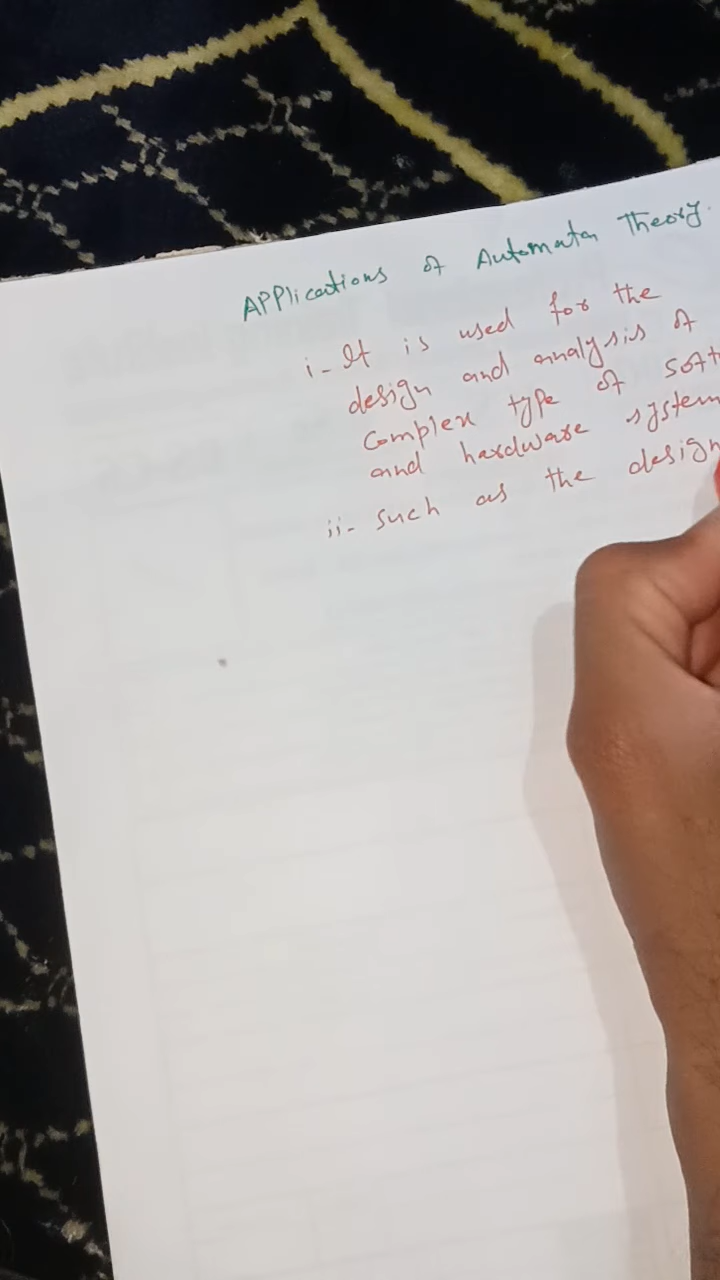 Applications of Automata Theory.
i- It is used for the
design and analysis of
complex type of soft
and hardware system
ii- such as the design